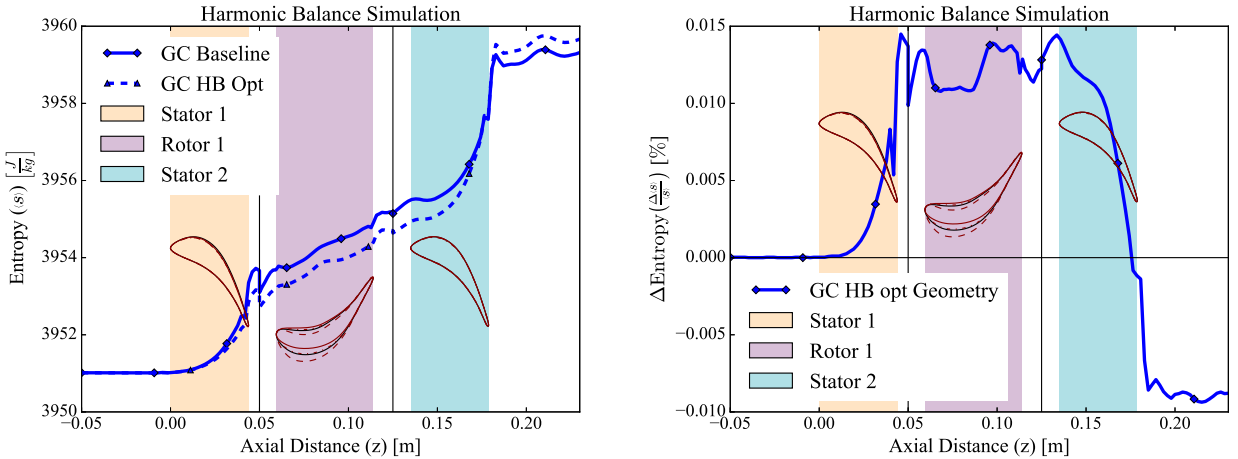 Harmonic Balance Simulation
3960
3958
3956
3954
3952
3950
Entropy (⟨s⟩) [J/kg]
GC Baseline
GC HB Opt
Stator 1
Rotor 1
Stator 2
−0.05
0.00
0.05
0.10
0.15
0.20
Axial Distance (z) [m]
Harmonic Balance Simulation
0.015
0.010
0.005
0.000
−0.005
−0.010
ΔEntropy(Δ⟨s⟩/⟨s⟩) [%]
GC HB opt Geometry
Stator 1
Rotor 1
Stator 2
−0.05
0.00
0.05
0.10
0.15
0.20
Axial Distance (z) [m]